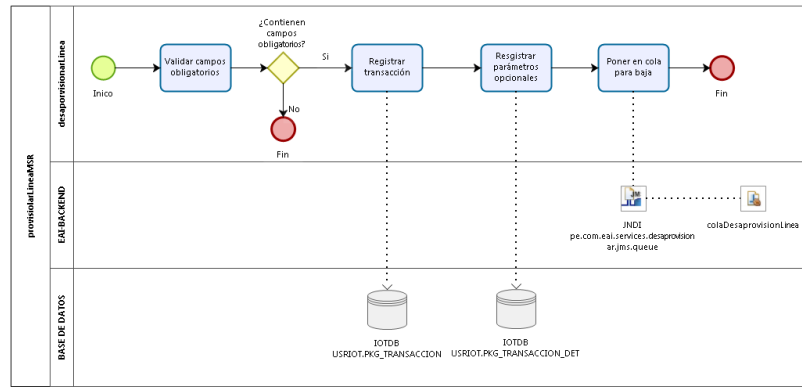 provisiolarLineaMSR
desaporvisionarLinea
EAI-BACKEND
BASE DE DATOS
Inico
Validar campos
obligatorios
¿Contienen
campos
obligatorios?
Si
No
Fin
Registrar
transacción
Resgistrar
parámetros
opcionales
Poner en cola
para baja
Fin
JNDI
pe.com.eai.services.desaprovision
ar.jms.queue
colaDesaprovisionLinea
IOTDB
USRIOT.PKG_TRANSACCION
IOTDB
USRIOT.PKG_TRANSACCION_DET